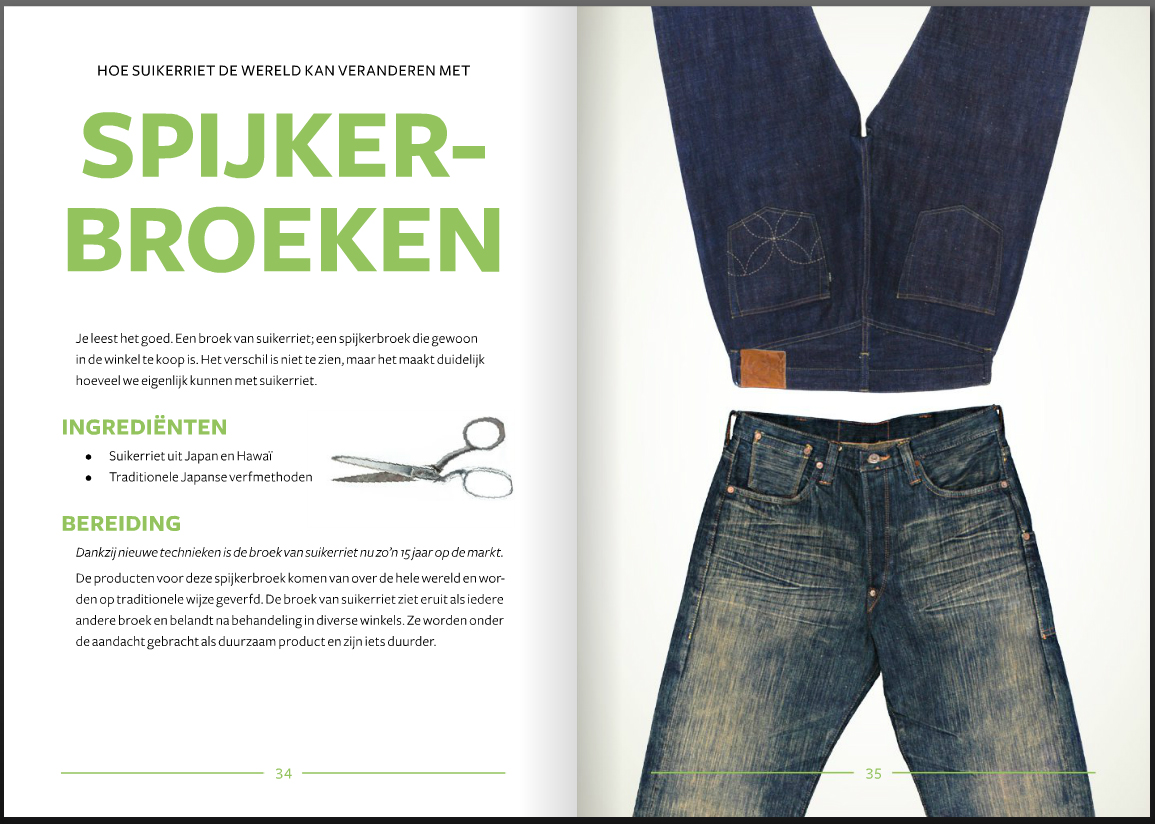 HOE SUIKERRIET DE WERELD KAN VERANDEREN MET
SPIJKER-
BROEKEN
Je leest het goed. Een broek van suikerriet; een spijkerbroek die gewoon
in de winkel te koop is. Het verschil is niet te zien, maar het maakt duidelijk
hoeveel we eigenlijk kunnen met suikerriet.
INGREDIËNTEN
• Suikerriet uit Japan en Hawaï
• Traditionele Japanse verfmethoden
BEREIDING
Dankzij nieuwe technieken is de broek van suikerriet nu zo'n 15 jaar op de markt.
De producten voor deze spijkerbroek komen van over de hele wereld en wor-
den op traditionele wijze geverfd. De broek van suikerriet ziet eruit als iedere
andere broek en belandt na behandeling in diverse winkels. Ze worden onder
de aandacht gebracht als duurzaam product en zijn iets duurder.
34
35